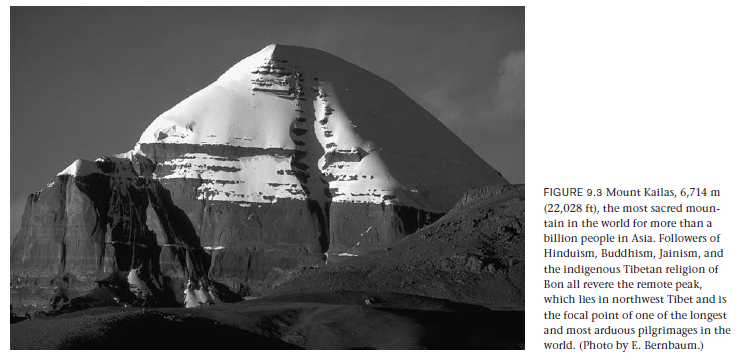 FIGURE 9.3 Mount Kailas, 6,714 m
(22,028 ft), the most sacred moun-
tain in the world for more than a
billion people in Asia. Followers of
Hinduism, Buddhism, Jainism, and
the indigenous Tibetan religion of
Bon all revere the remote peak,
which lies in northwest Tibet and is
the focal point of one of the longest
and most arduous pilgrimages in the
world. (Photo by E. Bernbaum.)